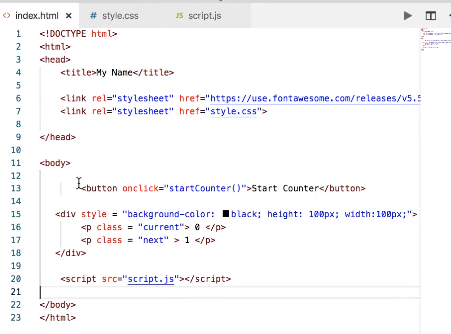 index.html × # style.css JS script.js
1 <!DOCTYPE html>
2 <html>
3 <head>
4 <title>My Name</title>
5
6 <link rel="stylesheet" href="https://use.fontawesome.com/releases/v5.5
7 <link rel="stylesheet" href="style.css">
8
9 </head>
10
11 <body>
12
13 <button onclick="startCounter()">Start Counter</button>
14
15 <div style = "background-color: black; height: 100px; width:100px;">
16 <p class = "current"> 0 </p>
17 <p class = "next" > 1 </p>
18 </div>
19
20 <script src="script.js"></script>
21
22 </body>
23 </html>